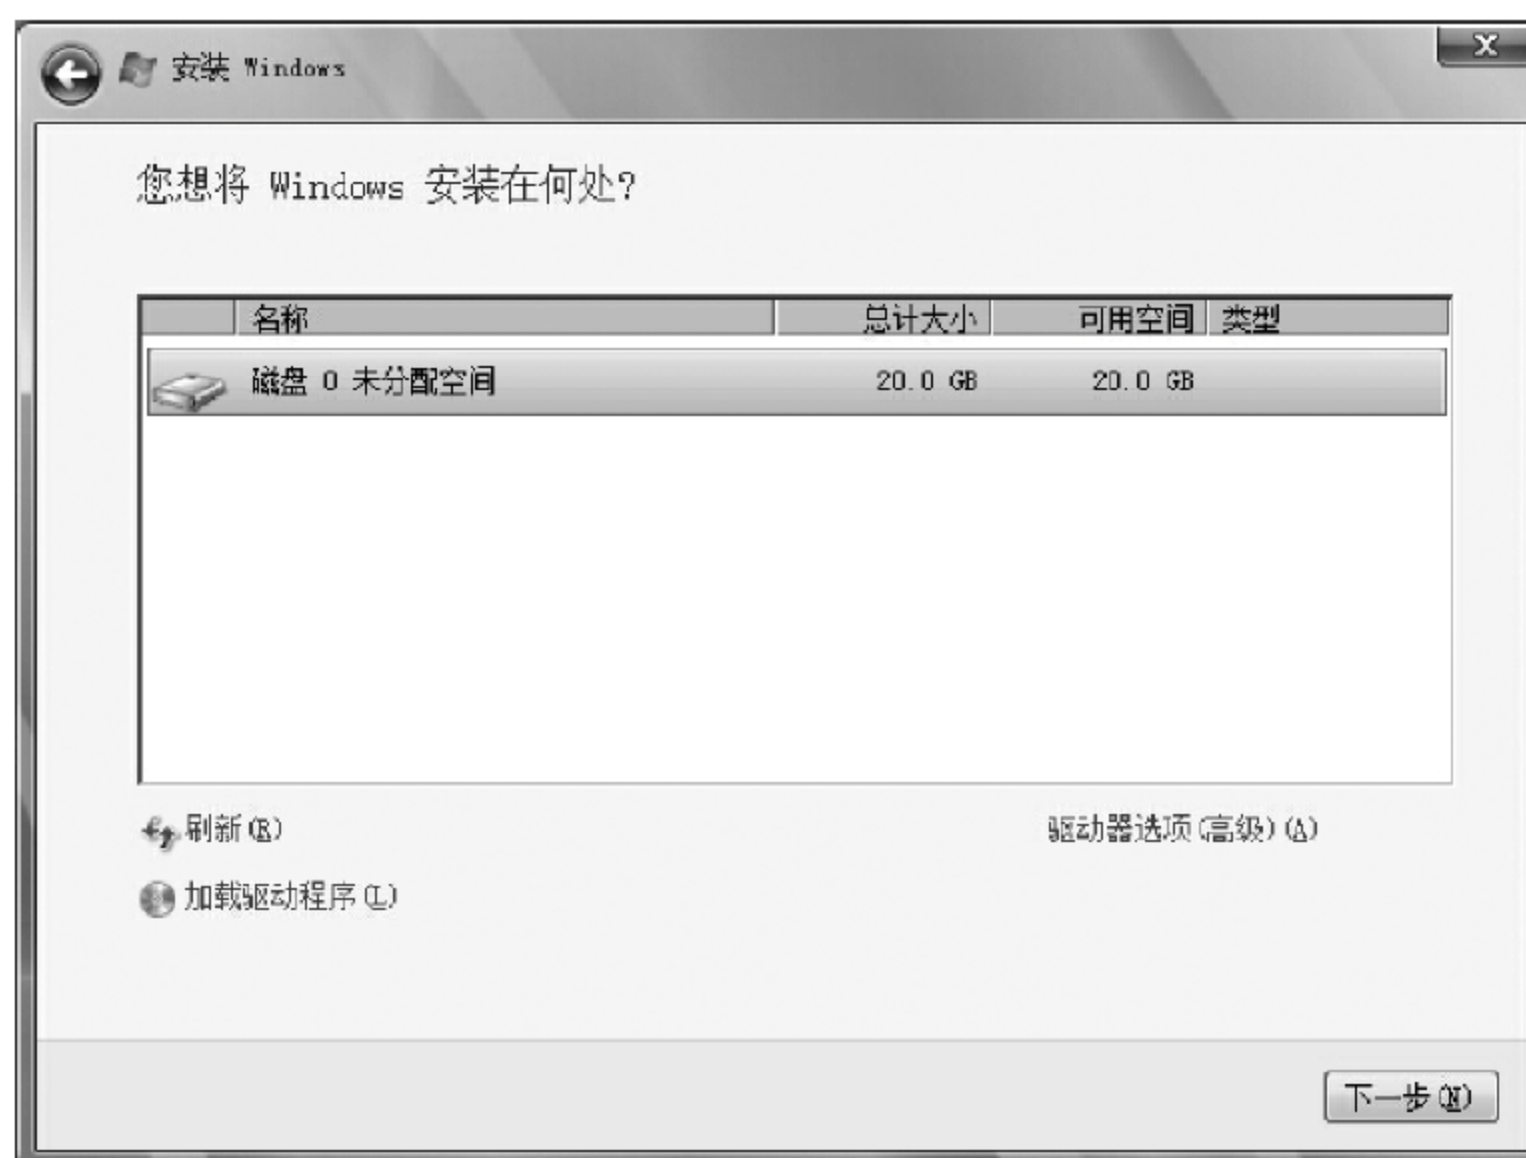 安装 Windows
您想将 Windows 安装在何处?
名称 总计大小 可用空间 类型
磁盘 0 未分配空间 20.0 GB 20.0 GB
刷新(R) 驱动器选项(高级)(A)
加载驱动程序(L)
下一步(N)